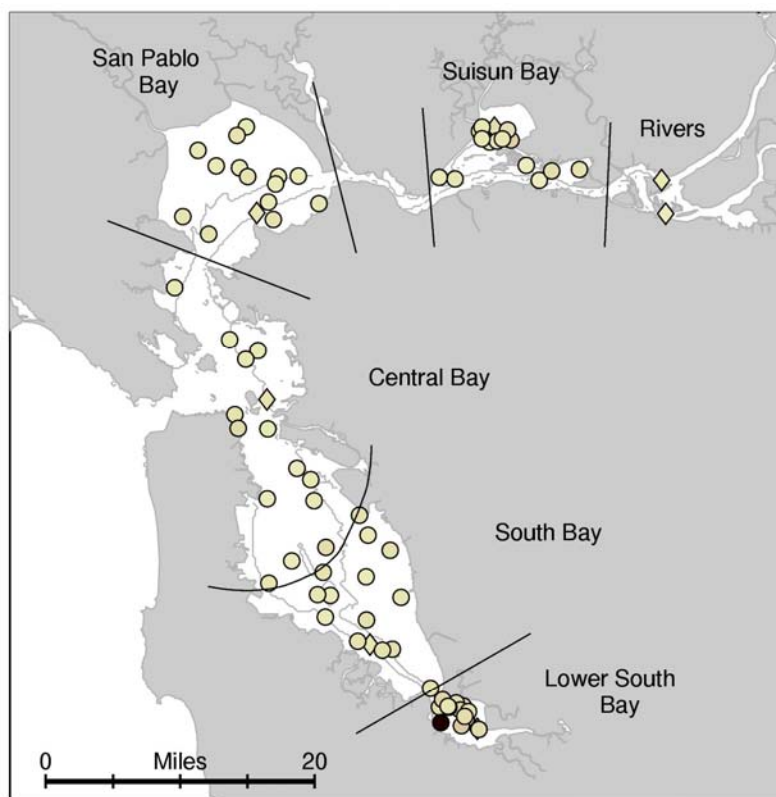 San Pablo
Bay
Suisun Bay
Rivers
Central Bay
South Bay
Lower South
Bay
0 Miles 20